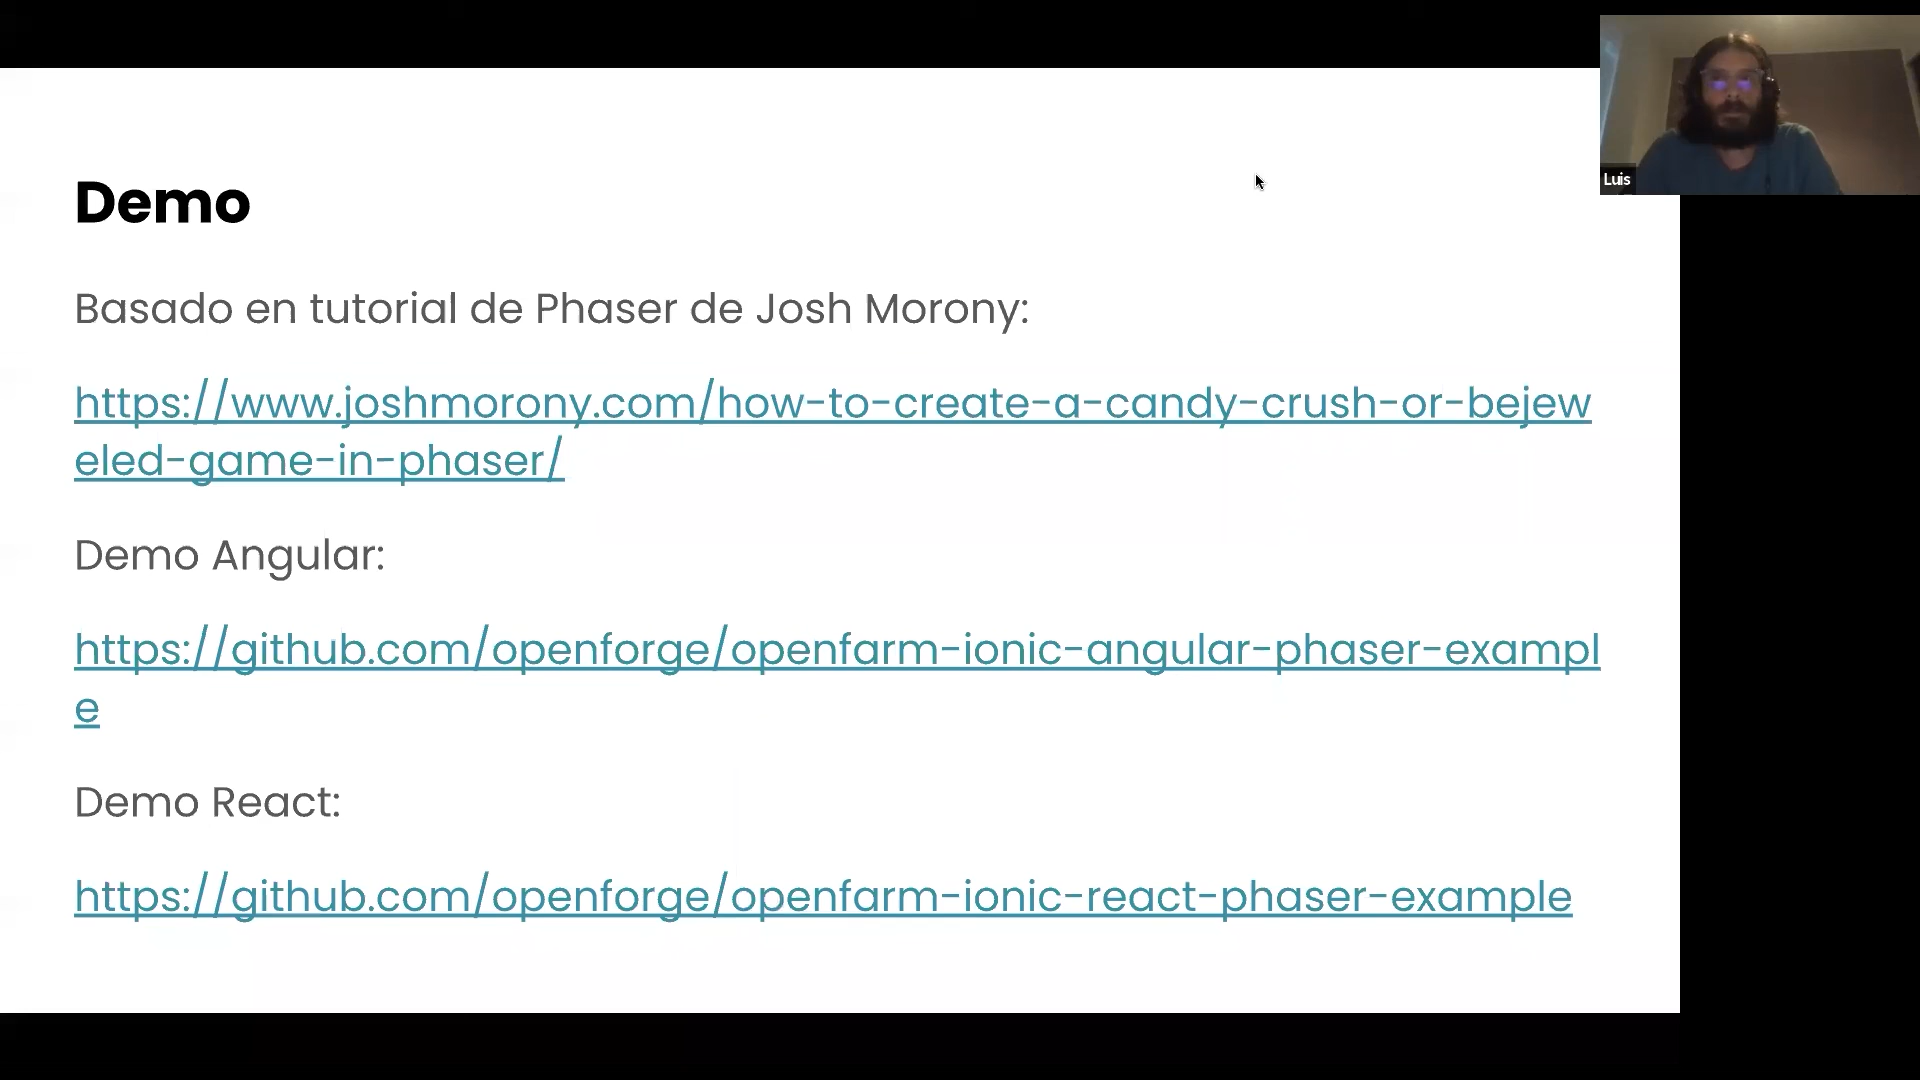 Luis
Demo
Basado en tutorial de Phaser de Josh Morony:
https://www.joshmorony.com/how-to-create-a-candy-crush-or-bejew
eled-game-in-phaser/
Demo Angular:
https://github.com/openforge/openfarm-ionic-angular-phaser-exampl
e
Demo React:
https://github.com/openforge/openfarm-ionic-react-phaser-example